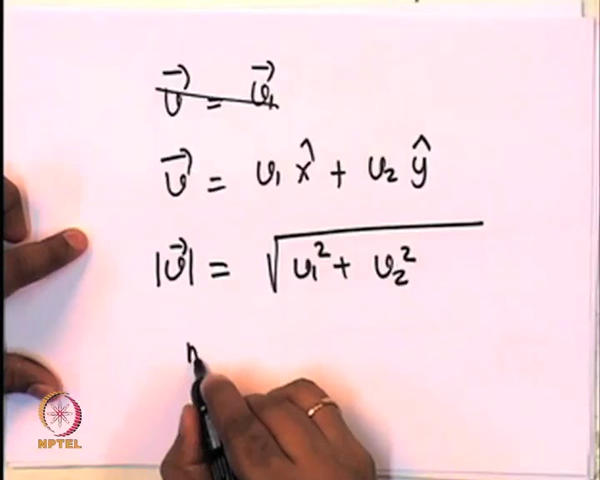 v⃗ = v⃗₁
v⃗ = v₁ x̂ + v₂ ŷ
|v⃗| = √(v₁² + v₂²)
NPTEL